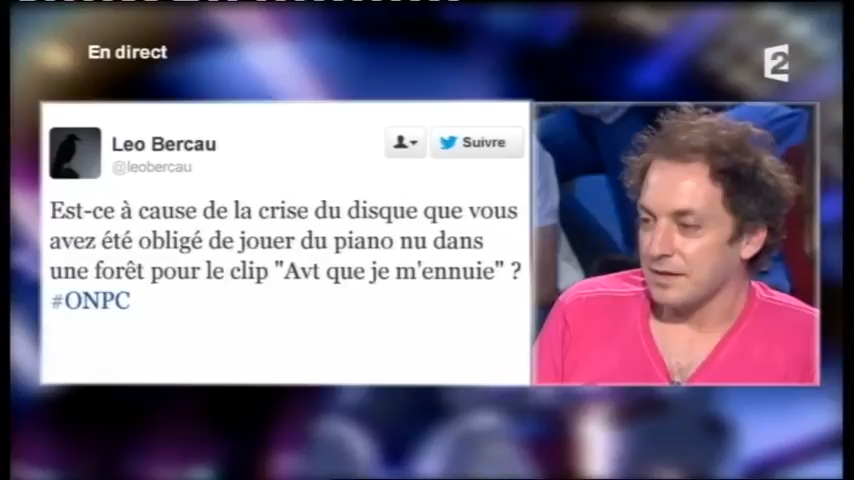 En direct
2
Leo Bercau
@leobercau
Suivre
Est-ce à cause de la crise du disque que vous
avez été obligé de jouer du piano nu dans
une forêt pour le clip "Avt que je m'ennuie" ?
#ONPC